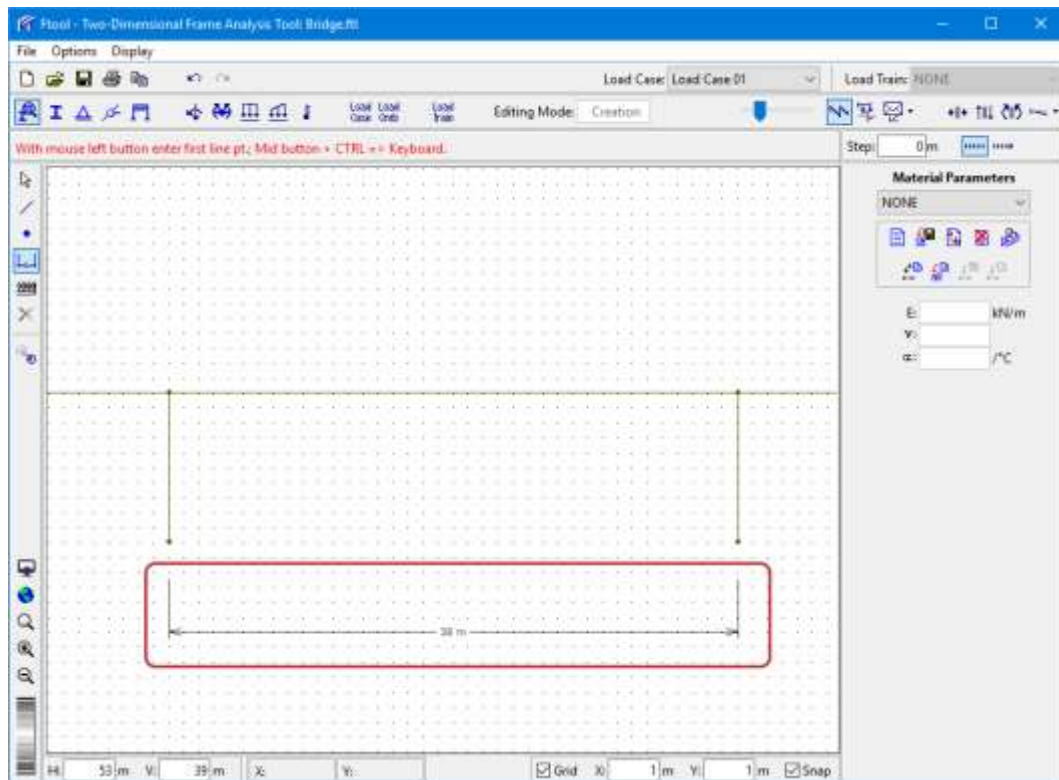 Ftool - Two-Dimensional Frame Analysis Tool: Bridge.ftl
File Options Display
Load Case: Load Case 01 Load Train: NONE
Load Case Load Cmb Load Train Editing Mode: Creation
With mouse left button enter first line pt.; Mid button + CTRL => Keyboard.
Step: 0 m
Material Parameters
NONE
E: kN/m
ν:
α: /°C
38 m
H: 53 m V: 39 m X: Y: Grid X: 1 m Y: 1 m Snap